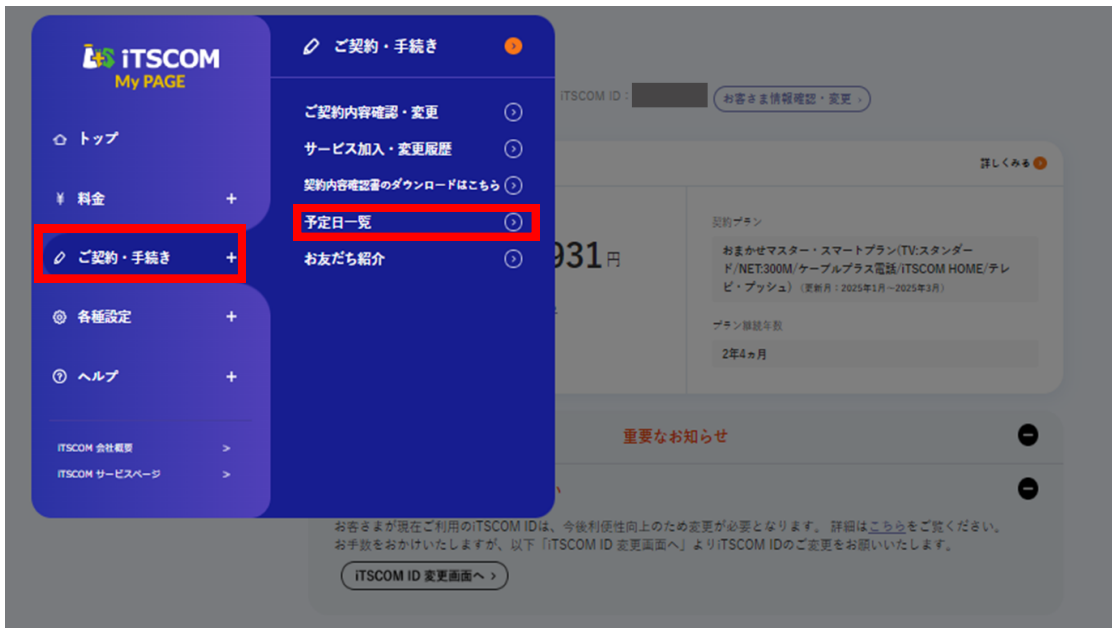 iTSCOM
My PAGE
トップ
¥ 料金 +
ご契約・手続き +
各種設定 +
ヘルプ +
iTSCOM 会社概要 >
iTSCOM サービスページ >
ご契約・手続き
ご契約内容確認・変更
サービス加入・変更履歴
契約内容確認書のダウンロードはこちら
予定日一覧
お友だち紹介
iTSCOM ID：
お客さま情報確認・変更 >
詳しくみる
931円
契約プラン
おまかせマスター・スマートプラン(TV:スタンダー
ド/NET:300M/ケーブルプラス電話/iTSCOM HOME/テレ
ビ・プッシュ) (更新月：2025年1月～2025年3月)
プラン継続年数
2年4ヵ月
重要なお知らせ
い
お客さまが現在ご利用のiTSCOM IDは、今後利便性向上のため変更が必要となります。 詳細はこちらをご覧ください。
お手数をおかけいたしますが、以下「iTSCOM ID 変更画面へ」よりiTSCOM IDのご変更をお願いいたします。
iTSCOM ID 変更画面へ >